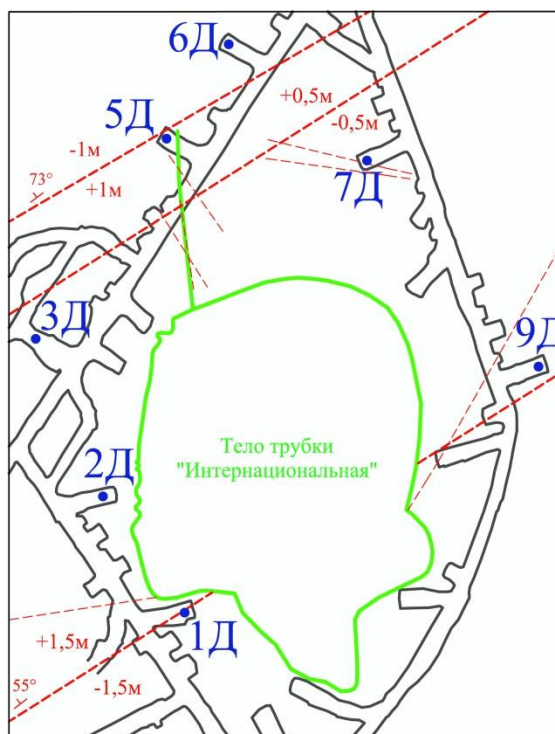 6Д
+0,5м
5Д
-0,5м
-1м
7Д
73°
+1м
3Д
9Д
Тело трубки
"Интернациональная"
2Д
1Д
+1,5м
55°
-1,5м